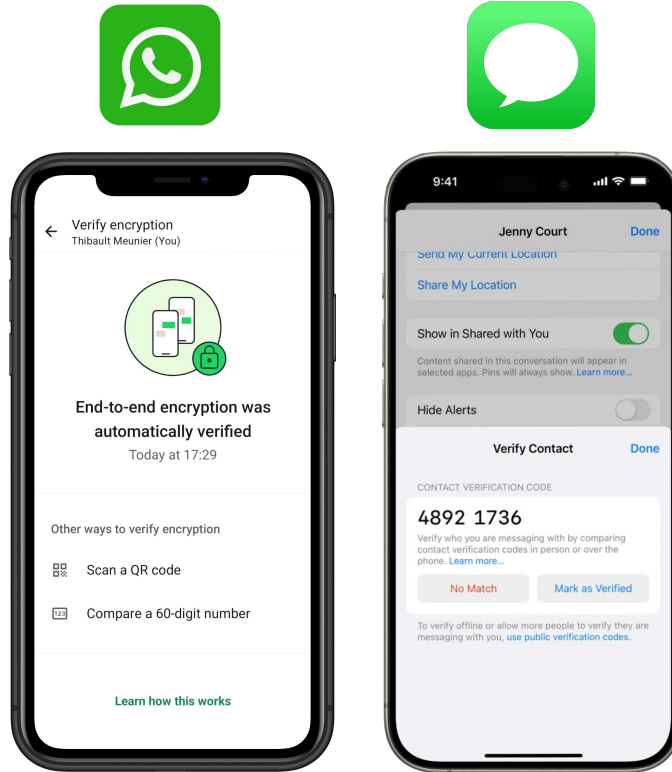 Verify encryption
Thibault Meunier (You)
End-to-end encryption was
automatically verified
Today at 17:29
Other ways to verify encryption
Scan a QR code
123
Compare a 60-digit number
Learn how this works
9:41
Jenny Court
Done
Send My Current Location
Share My Location
Show in Shared with You
Content shared in this conversation will appear in
selected apps. Pins will always show. Learn more...
Hide Alerts
Verify Contact
Done
CONTACT VERIFICATION CODE
4892 1736
Verify who you are messaging with by comparing
contact verification codes in person or over the
phone. Learn more...
No Match
Mark as Verified
To verify offline or allow more people to verify they are
messaging with you, use public verification codes.